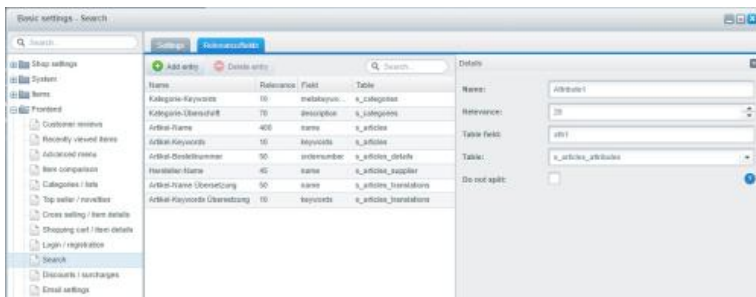 Basic settings - Search
Search...
Settings
Relevance/fields
Shop settings
System
Items
Frontend
Customer reviews
Recently viewed items
Advanced menu
Item comparison
Categories / lists
Top seller / novelties
Cross selling / item details
Shopping cart / item details
Login / registration
Search
Discounts / surcharges
Email settings
Add entry
Delete entry
Search...
Name Relevance Field Table
Kategorie-Keywords 10 metakeywo... s_categories
Kategorie-Überschrift 70 description s_categories
Artikel-Name 400 name s_articles
Artikel-Keywords 10 keywords s_articles
Artikel-Bestellnummer 50 ordernumber s_articles_details
Hersteller-Name 45 name s_articles_supplier
Artikel-Name Übersetzung 50 name s_articles_translations
Artikel-Keywords Übersetzung 10 keywords s_articles_translations
Details
Name: Attribute1
Relevance: 20
Table field: attr1
Table: s_articles_attributes
Do not split: